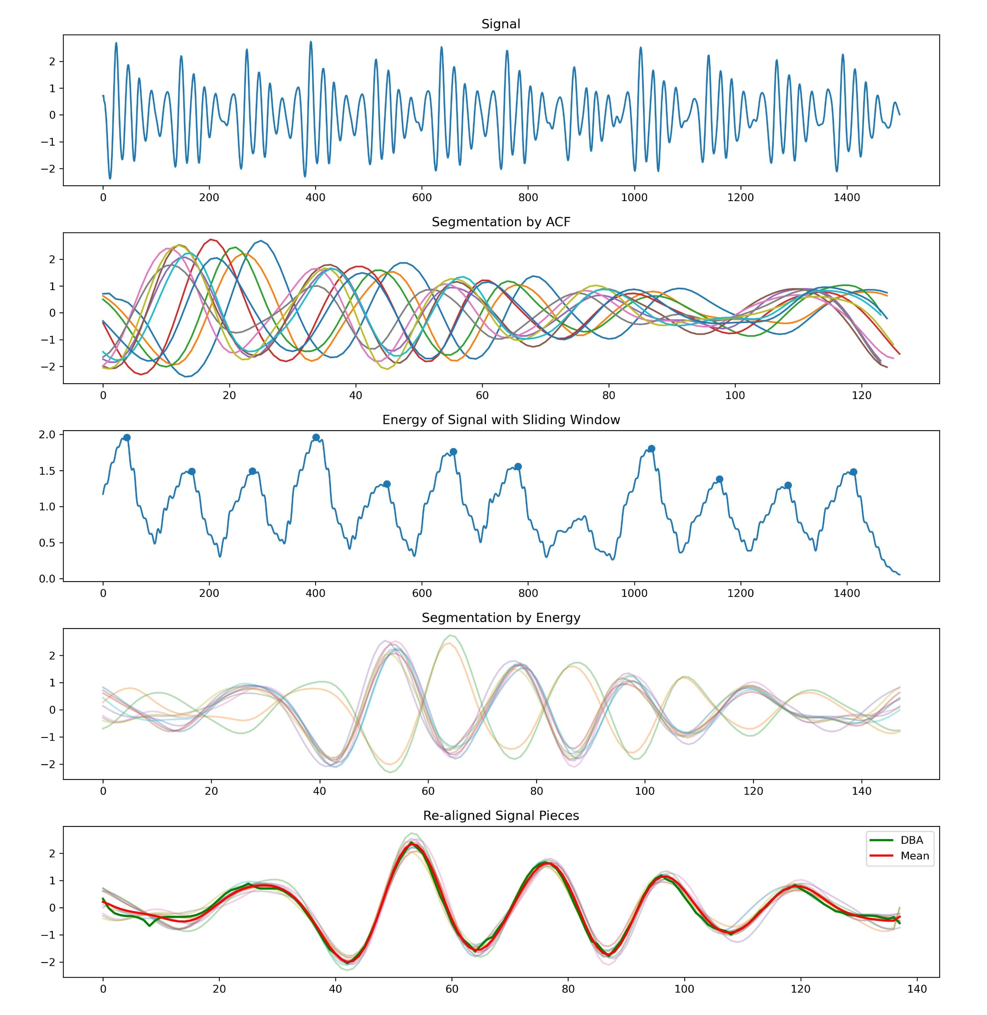 Signal
2
1
0
−1
−2
0 200 400 600 800 1000 1200 1400
Segmentation by ACF
2
1
0
−1
−2
0 20 40 60 80 100 120
Energy of Signal with Sliding Window
2.0
1.5
1.0
0.5
0.0
0 200 400 600 800 1000 1200 1400
Segmentation by Energy
2
1
0
−1
−2
0 20 40 60 80 100 120 140
Re-aligned Signal Pieces
2
1
0
−1
−2
DBA
Mean
0 20 40 60 80 100 120 140